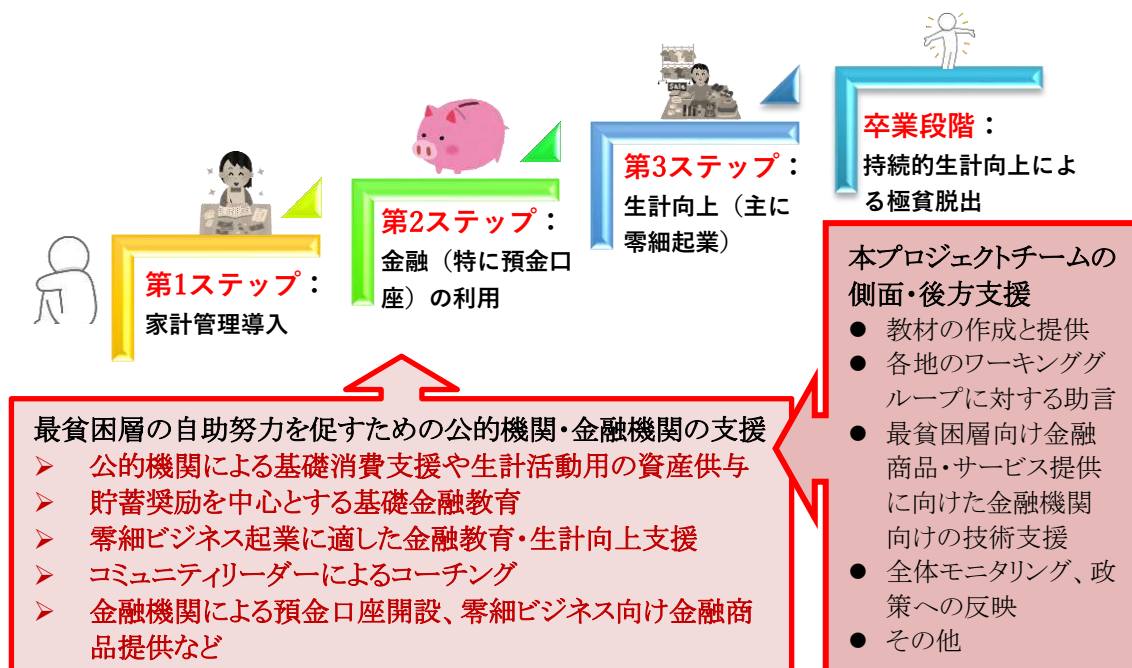 第1ステップ：
家計管理導入
第2ステップ：
金融（特に預金口
座）の利用
第3ステップ：
生計向上（主に
零細起業）
卒業段階：
持続的生計向上によ
る極貧脱出
最貧困層の自助努力を促すための公的機関・金融機関の支援
➢ 公的機関による基礎消費支援や生計活動用の資産供与
➢ 貯蓄奨励を中心とする基礎金融教育
➢ 零細ビジネス起業に適した金融教育・生計向上支援
➢ コミュニティリーダーによるコーチング
➢ 金融機関による預金口座開設、零細ビジネス向け金融商
品提供など
本プロジェクトチームの
側面・後方支援
● 教材の作成と提供
● 各地のワーキンググ
ループに対する助言
● 最貧困層向け金融
商品・サービス提供
に向けた金融機関
向けの技術支援
● 全体モニタリング、政
策への反映
● その他
SALE